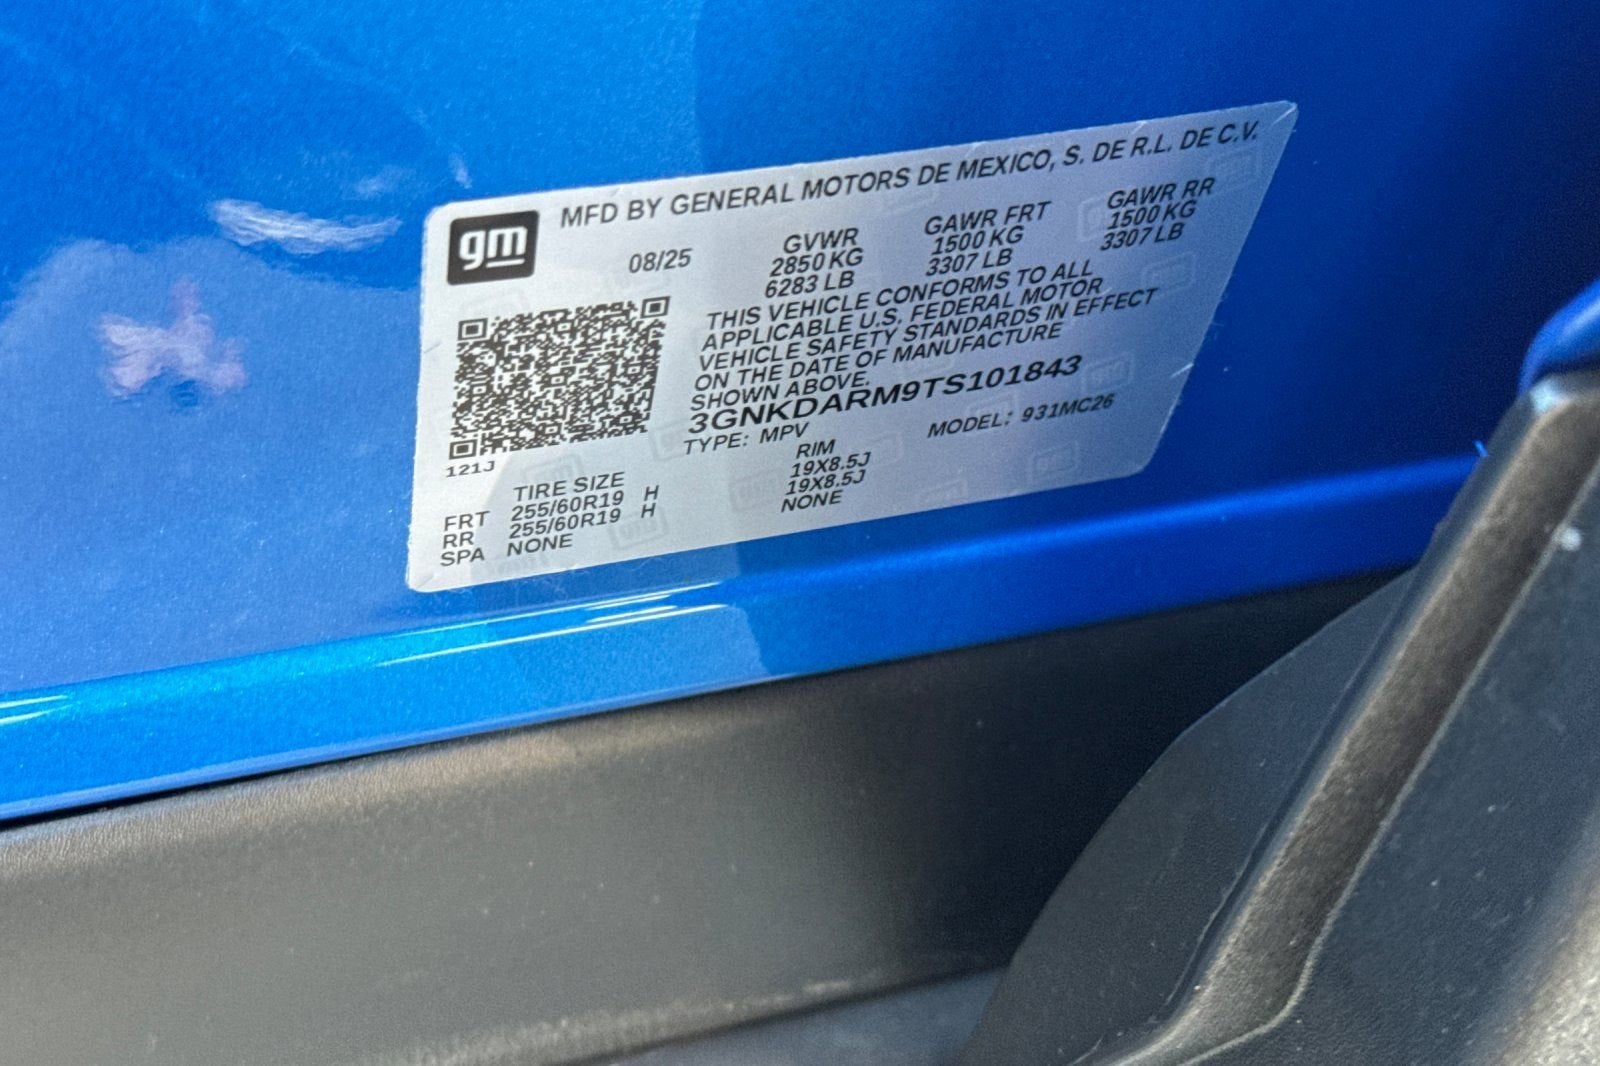 gm
MFD BY GENERAL MOTORS DE MEXICO, S. DE R.L. DE C.V.
08/25
GVWR
2850 KG
6283 LB
GAWR FRT
1500 KG
3307 LB
GAWR RR
1500 KG
3307 LB
THIS VEHICLE CONFORMS TO ALL
APPLICABLE U.S. FEDERAL MOTOR
VEHICLE SAFETY STANDARDS IN EFFECT
ON THE DATE OF MANUFACTURE
SHOWN ABOVE.
3GNKDARM9TS101843
TYPE: MPV MODEL: 931MC26
121J
TIRE SIZE RIM
FRT 255/60R19 H 19X8.5J
RR 255/60R19 H 19X8.5J
SPA NONE NONE